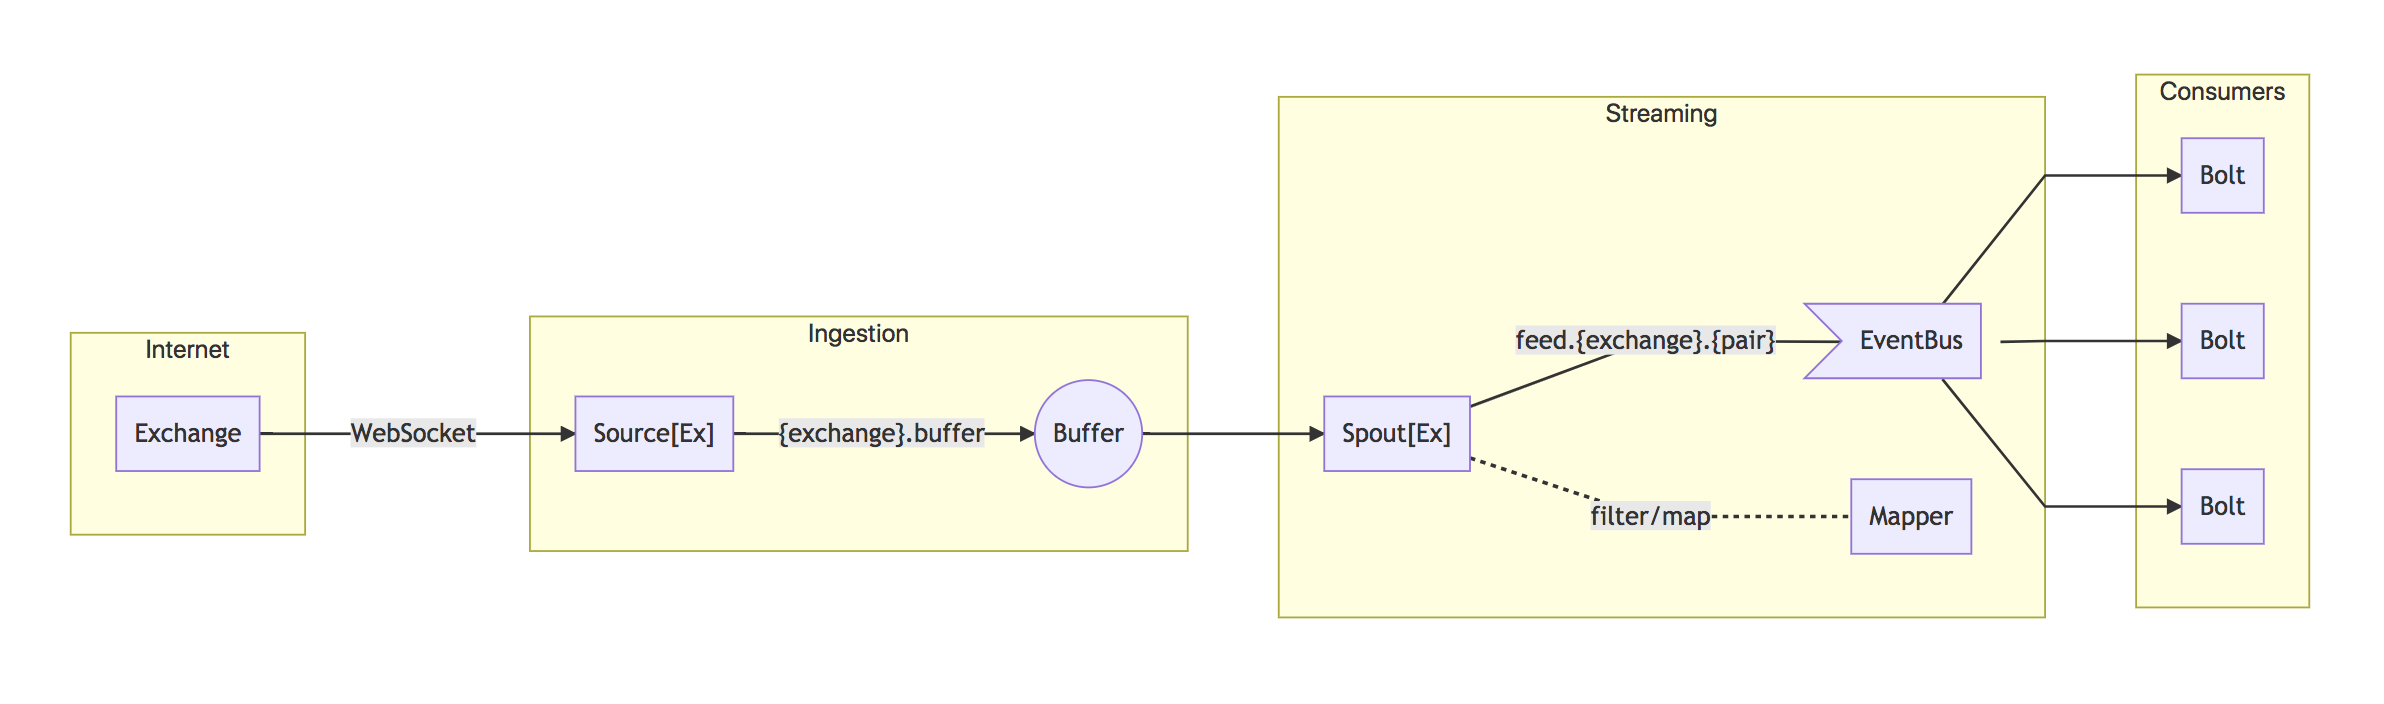 Internet
Exchange
WebSocket
Ingestion
Source[Ex]
{exchange}.buffer
Buffer
Streaming
Spout[Ex]
feed.{exchange}.{pair}
EventBus
filter/map
Mapper
Consumers
Bolt
Bolt
Bolt